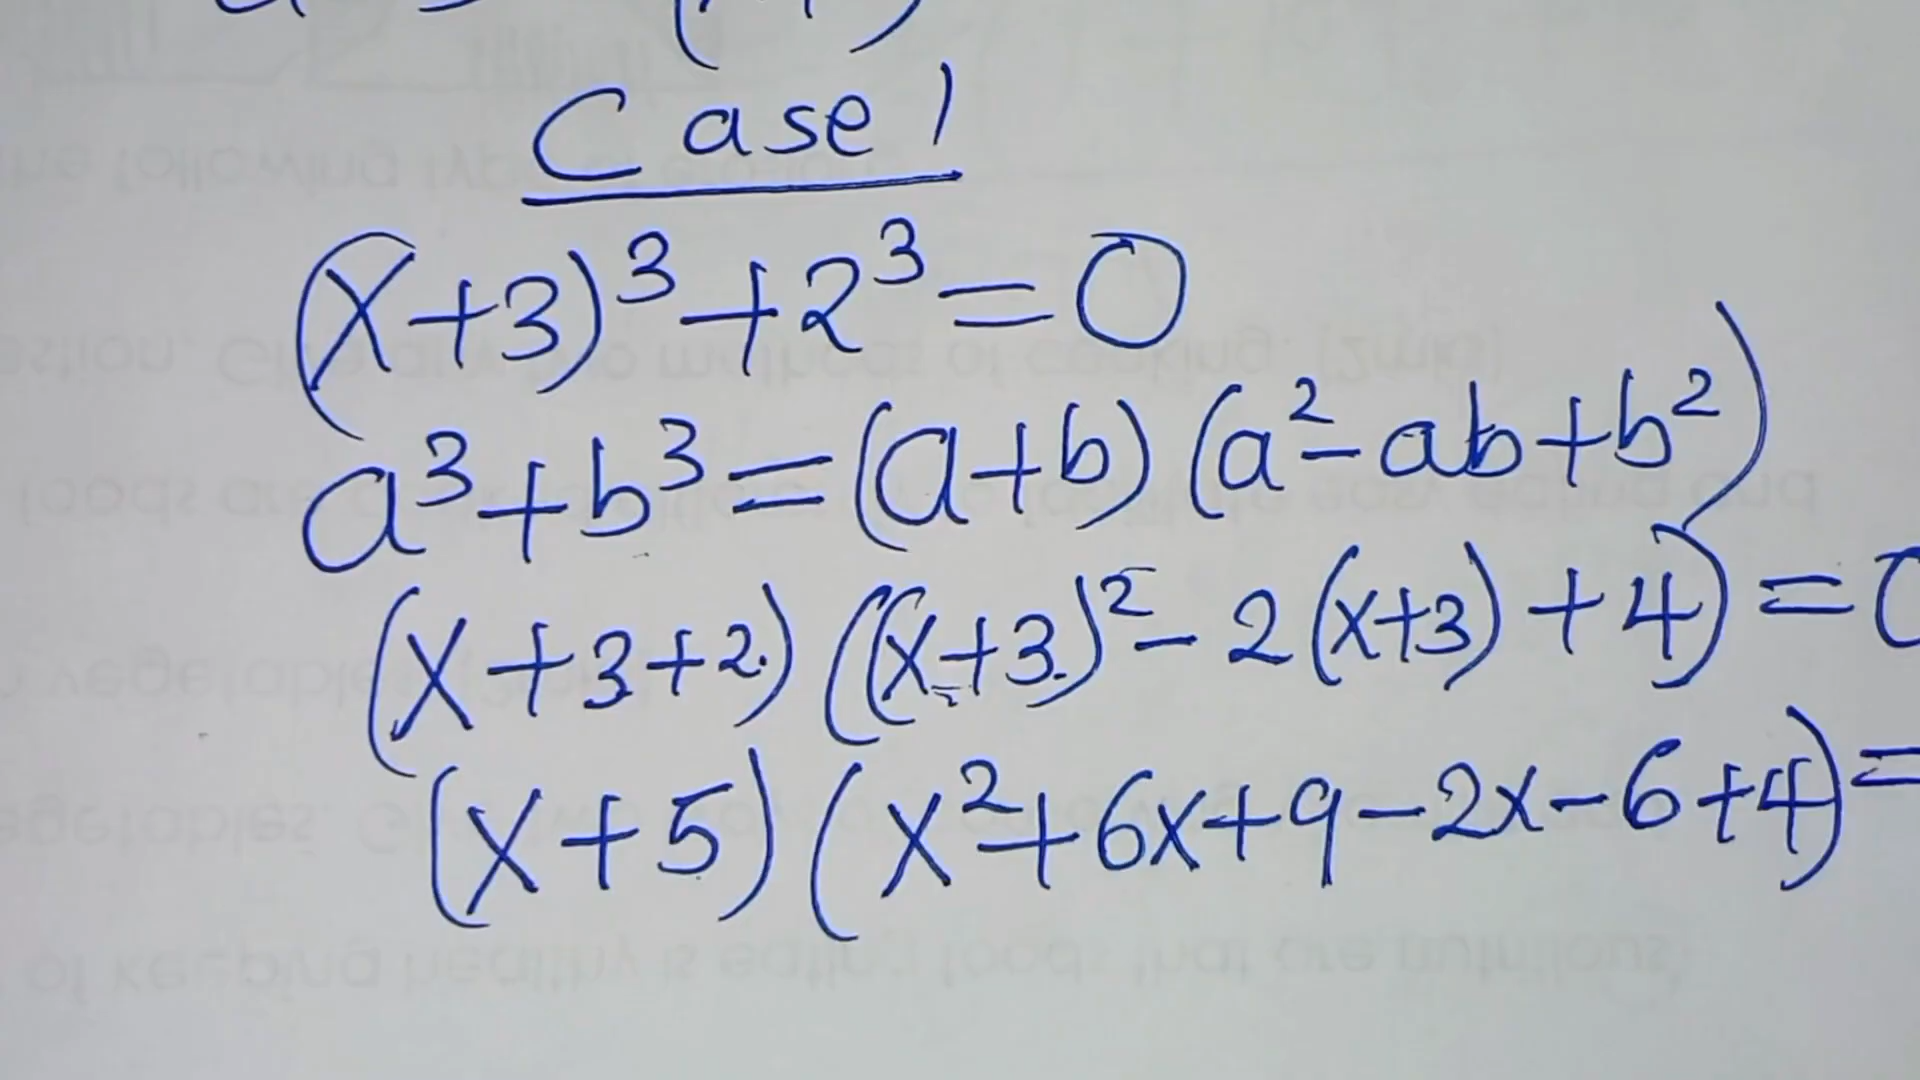 Case 1
(x+3)³+2³=0
a³+b³=(a+b)(a²-ab+b²)
(x+3+2)((x+3)²-2(x+3)+4)=0
(x+5)(x²+6x+9-2x-6+4)=